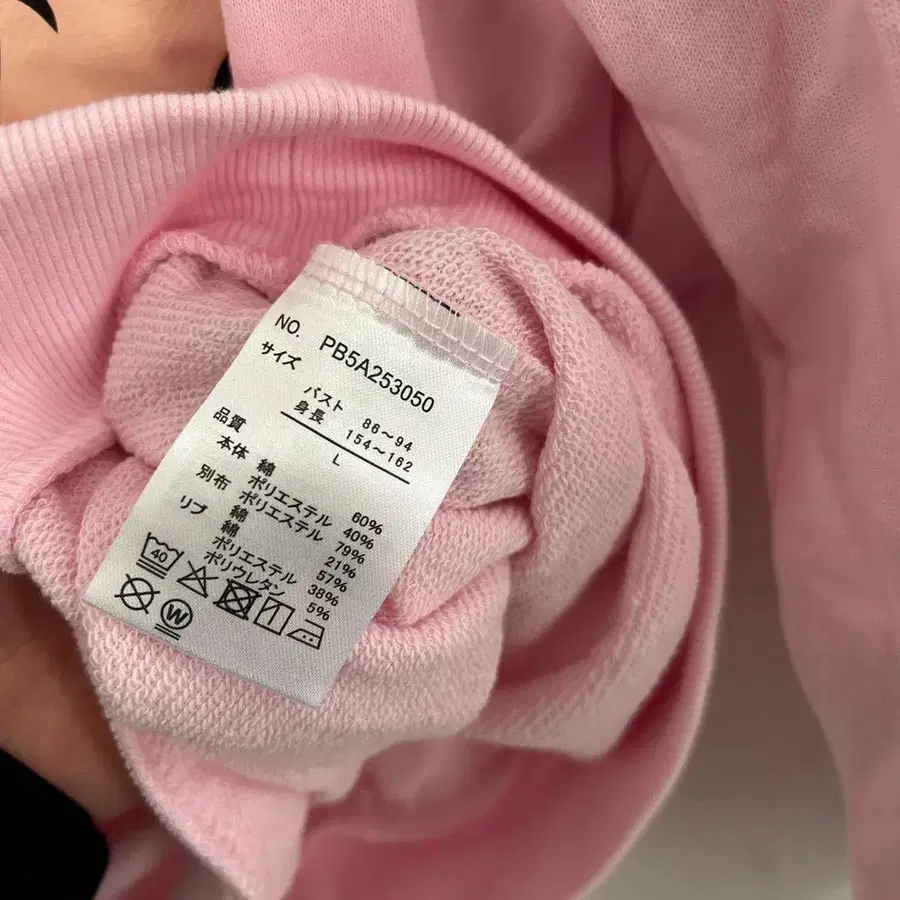 NO. PB5A253050
サイズ
バスト 86～94
身長 154～162
L
品質
本体 綿 60%
ポリエステル 40%
別布 ポリエステル 79%
綿 21%
リブ 綿 57%
ポリエステル 38%
ポリウレタン 5%
40
W